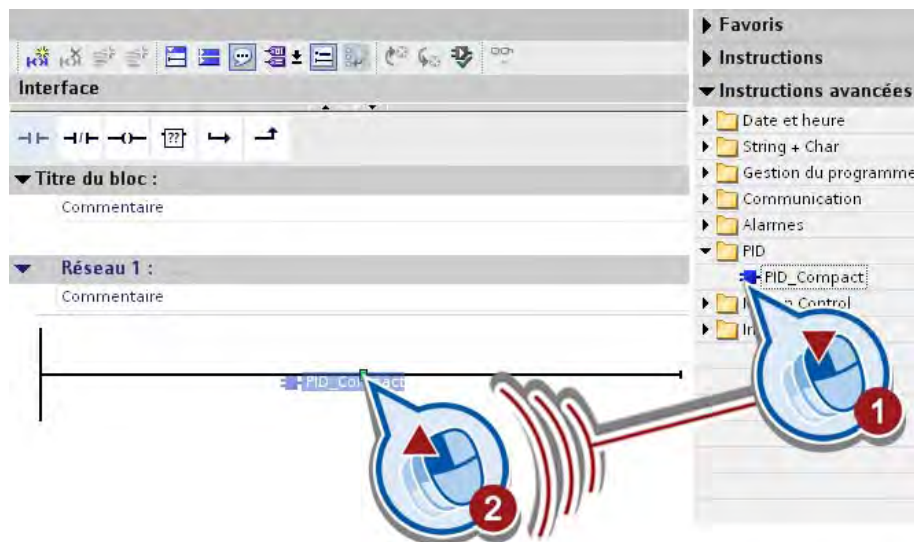 Interface
??
Titre du bloc :
Commentaire
Réseau 1 :
Commentaire
PID_Compact
2
Favoris
Instructions
Instructions avancées
Date et heure
String + Char
Gestion du programme
Communication
Alarmes
PID
PID_Compact
Control
1